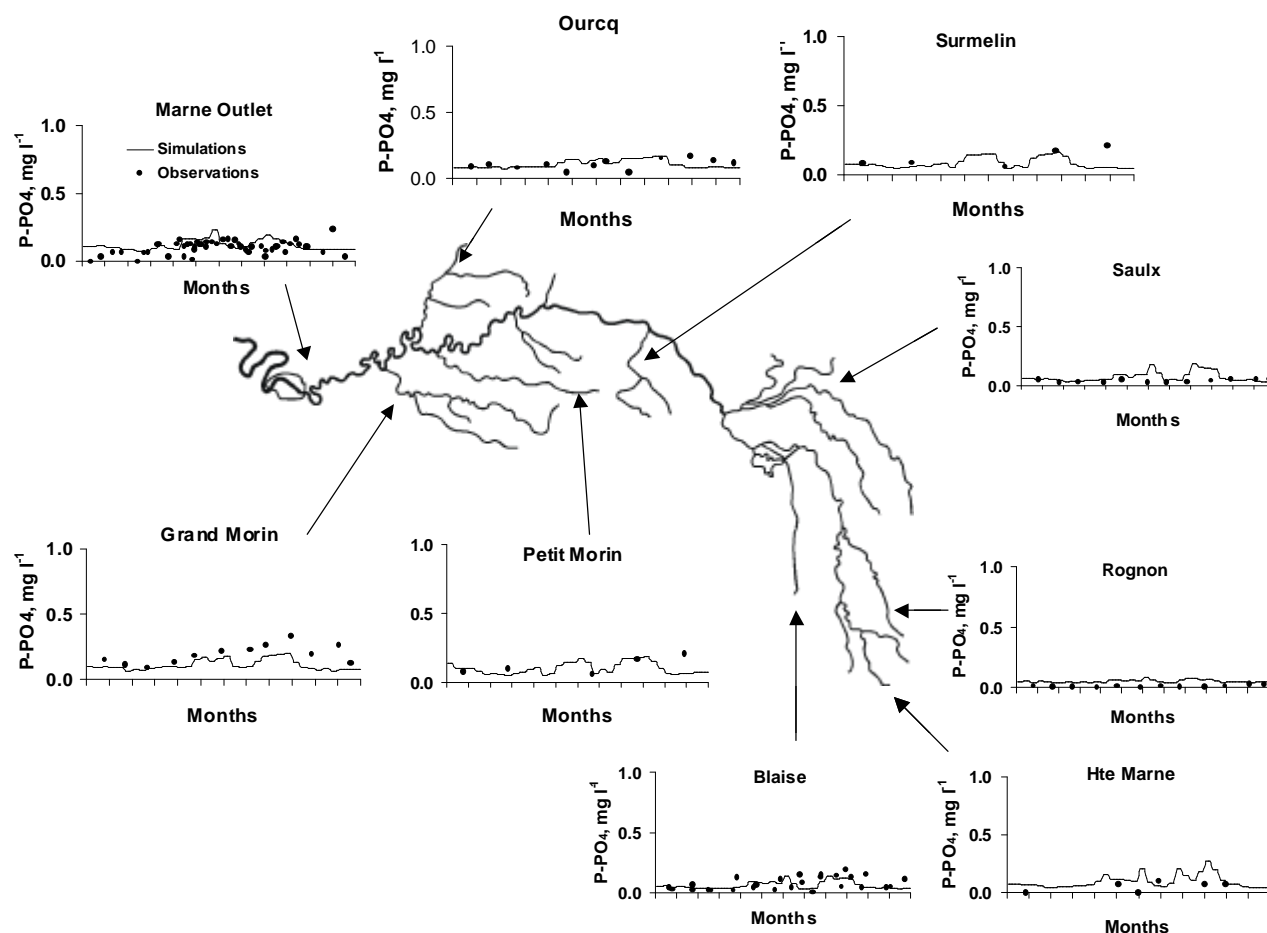 Ourcq
P-PO4, mg l-1
1.0
0.5
0.0
Months
Surmelin
P-PO4, mg l-1
1.0
0.5
0.0
Months
Marne Outlet
Simulations
Observations
P-PO4, mg l-1
1.0
0.5
0.0
Months
Saulx
P-PO4, mg l-1
1.0
0.5
0.0
Months
Grand Morin
P-PO4, mg l-1
1.0
0.5
0.0
Months
Petit Morin
P-PO4, mg l-1
1.0
0.5
0.0
Months
Rognon
P-PO4, mg l-1
1.0
0.5
0.0
Months
Blaise
P-PO4, mg l-1
1.0
0.5
0.0
Months
Hte Marne
P-PO4, mg l-1
1.0
0.5
0.0
Months